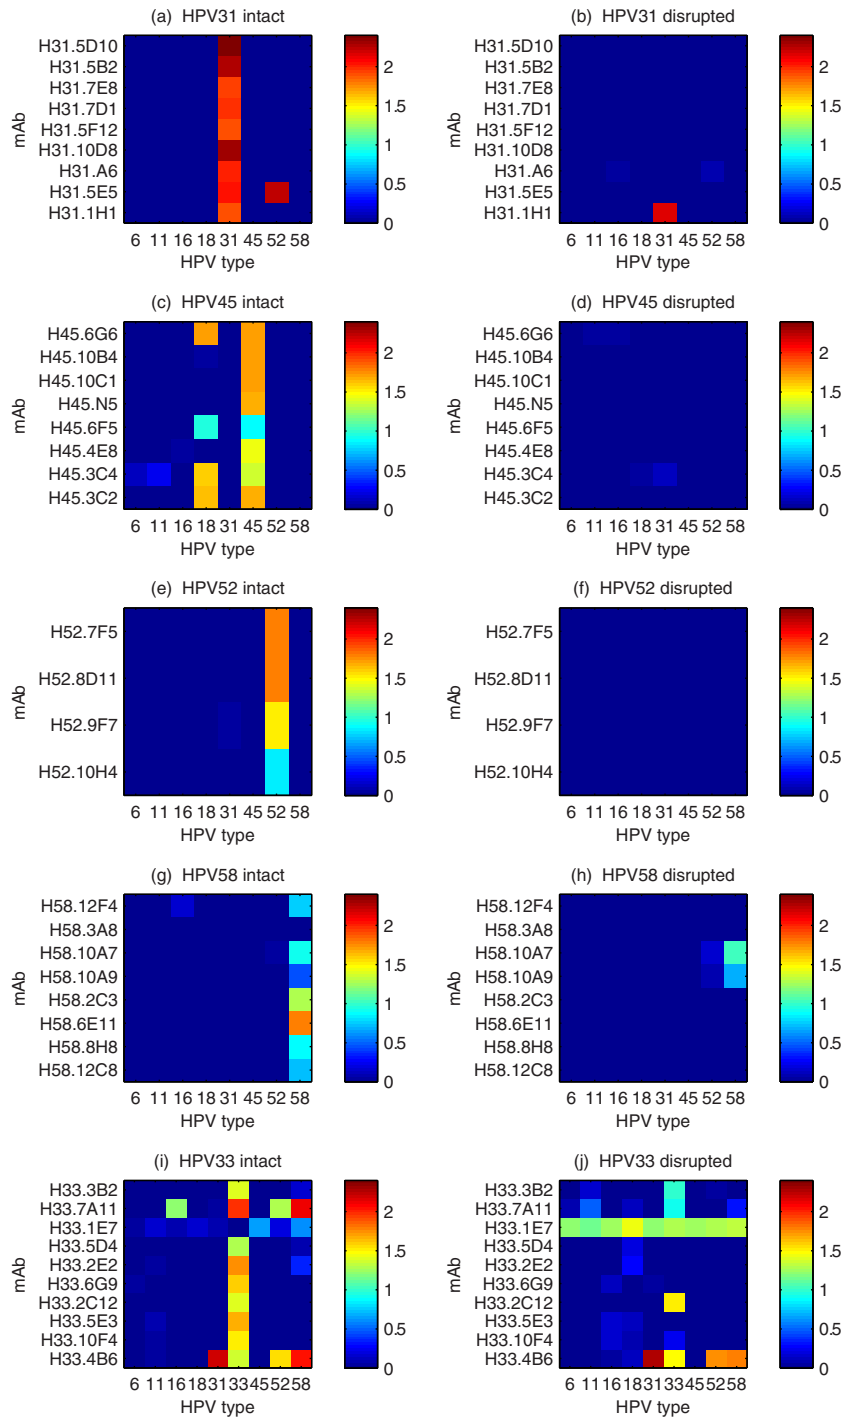 (a) HPV31 intact
H31.5D10
H31.5B2
H31.7E8
H31.7D1
H31.5F12
H31.10D8
H31.A6
H31.5E5
H31.1H1
mAb
6 11 16 18 31 45 52 58
HPV type
2
1.5
1
0.5
0
(b) HPV31 disrupted
H31.5D10
H31.5B2
H31.7E8
H31.7D1
H31.5F12
H31.10D8
H31.A6
H31.5E5
H31.1H1
mAb
6 11 16 18 31 45 52 58
HPV type
2
1.5
1
0.5
0
(c) HPV45 intact
H45.6G6
H45.10B4
H45.10C1
H45.N5
H45.6F5
H45.4E8
H45.3C4
H45.3C2
mAb
6 11 16 18 31 45 52 58
HPV type
2
1.5
1
0.5
0
(d) HPV45 disrupted
H45.6G6
H45.10B4
H45.10C1
H45.N5
H45.6F5
H45.4E8
H45.3C4
H45.3C2
mAb
6 11 16 18 31 45 52 58
HPV type
2
1.5
1
0.5
0
(e) HPV52 intact
H52.7F5
H52.8D11
H52.9F7
H52.10H4
mAb
6 11 16 18 31 45 52 58
HPV type
2
1.5
1
0.5
0
(f) HPV52 disrupted
H52.7F5
H52.8D11
H52.9F7
H52.10H4
mAb
6 11 16 18 31 45 52 58
HPV type
2
1.5
1
0.5
0
(g) HPV58 intact
H58.12F4
H58.3A8
H58.10A7
H58.10A9
H58.2C3
H58.6E11
H58.8H8
H58.12C8
mAb
6 11 16 18 31 45 52 58
HPV type
2
1.5
1
0.5
0
(h) HPV58 disrupted
H58.12F4
H58.3A8
H58.10A7
H58.10A9
H58.2C3
H58.6E11
H58.8H8
H58.12C8
mAb
6 11 16 18 31 45 52 58
HPV type
2
1.5
1
0.5
0
(i) HPV33 intact
H33.3B2
H33.7A11
H33.1E7
H33.5D4
H33.2E2
H33.6G9
H33.2C12
H33.5E3
H33.10F4
H33.4B6
mAb
6 11 16 18 31 33 45 52 58
HPV type
2
1.5
1
0.5
0
(j) HPV33 disrupted
H33.3B2
H33.7A11
H33.1E7
H33.5D4
H33.2E2
H33.6G9
H33.2C12
H33.5E3
H33.10F4
H33.4B6
mAb
6 11 16 18 31 33 45 52 58
HPV type
2
1.5
1
0.5
0